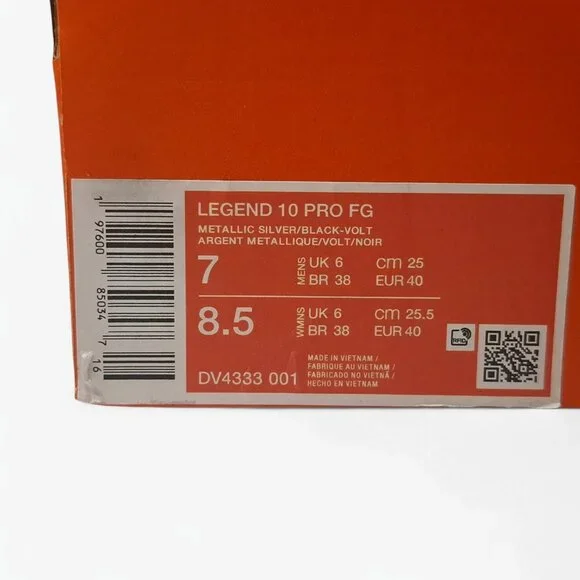 LEGEND 10 PRO FG
METALLIC SILVER/BLACK-VOLT
ARGENT METALLIQUE/VOLT/NOIR
7 MENS UK 6 cm 25
BR 38 EUR 40
8.5 WMNS UK 6 cm 25.5
BR 38 EUR 40
DV4333 001
MADE IN VIETNAM /
FABRIQUE AU VIETNAM /
FABRICADO NO VIETNÃ /
HECHO EN VIETNAM
RFID
1 97600 85034 7 16